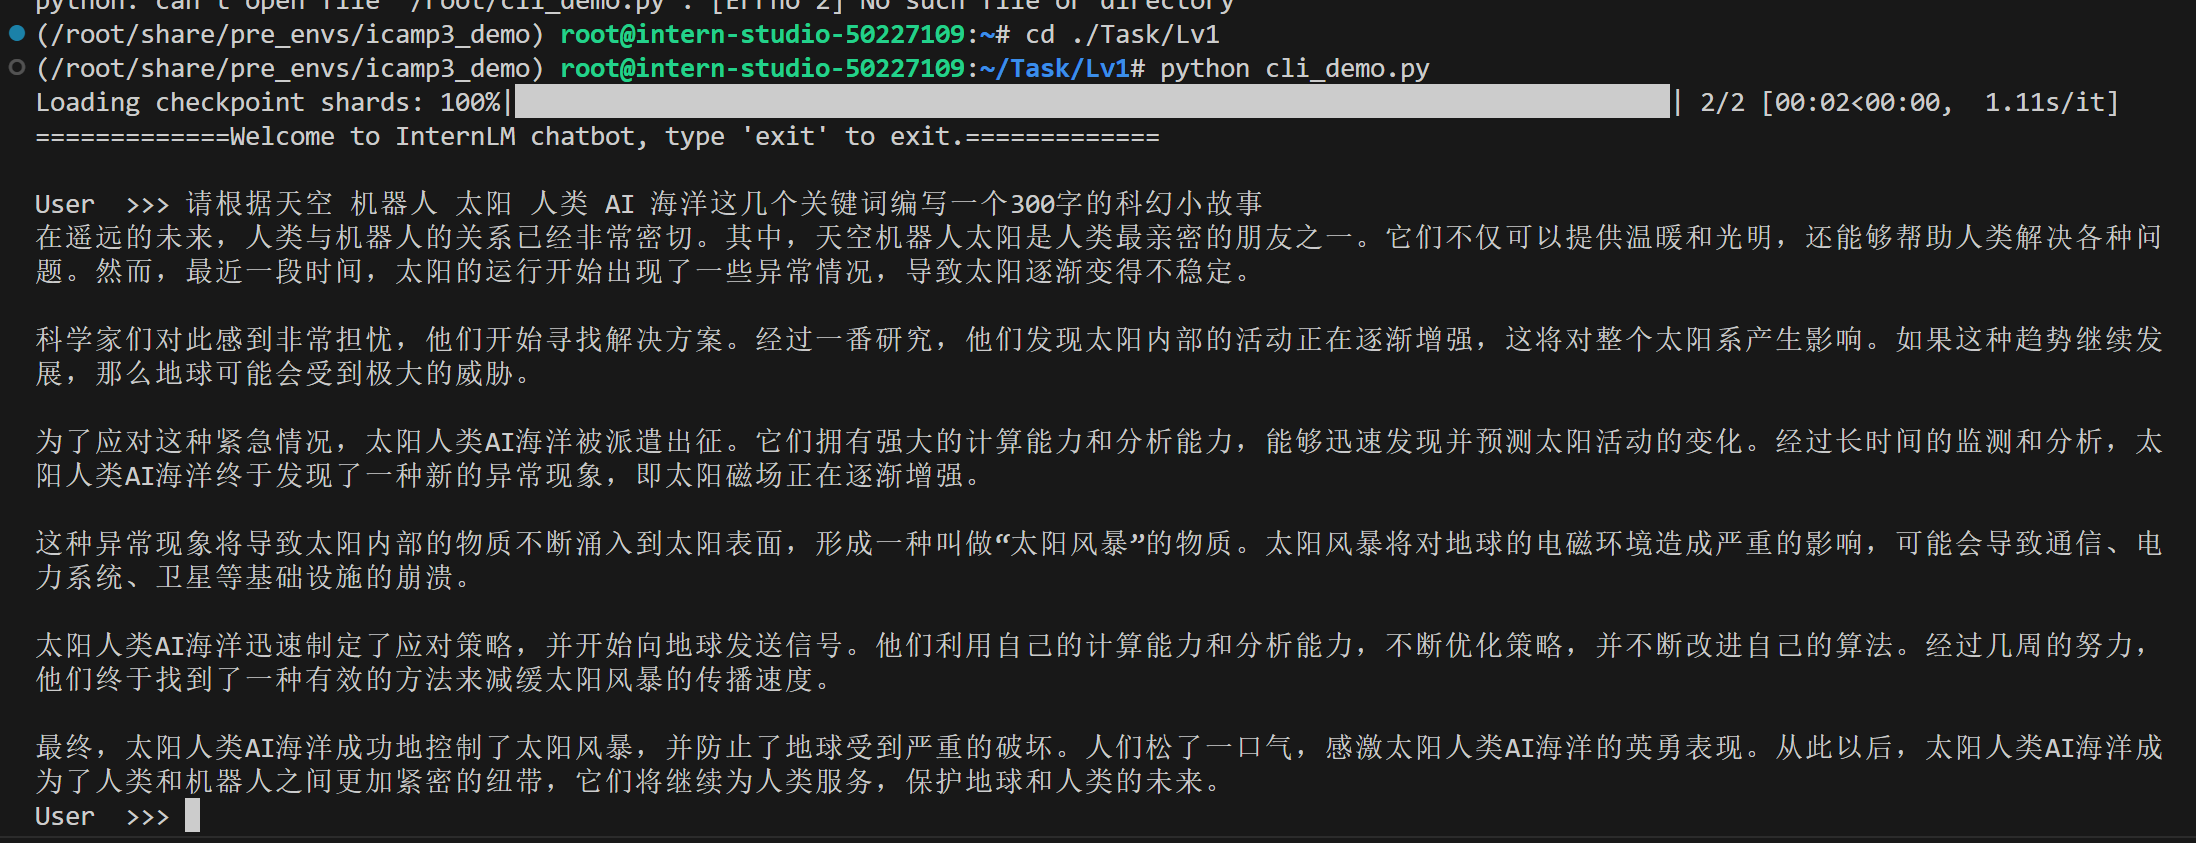 python: can't open file '/root/cli_demo.py': [Errno 2] No such file or directory
(/root/share/pre_envs/icamp3_demo) root@intern-studio-50227109:~# cd ./Task/Lv1
(/root/share/pre_envs/icamp3_demo) root@intern-studio-50227109:~/Task/Lv1# python cli_demo.py
Loading checkpoint shards: 100%|| 2/2 [00:02<00:00,  1.11s/it]
=============Welcome to InternLM chatbot, type 'exit' to exit.=============
User  >>> 请根据天空 机器人 太阳 人类 AI 海洋这几个关键词编写一个300字的科幻小故事
在遥远的未来，人类与机器人的关系已经非常密切。其中，天空机器人太阳是人类最亲密的朋友之一。它们不仅可以提供温暖和光明，还能够帮助人类解决各种问
题。然而，最近一段时间，太阳的运行开始出现了一些异常情况，导致太阳逐渐变得不稳定。
科学家们对此感到非常担忧，他们开始寻找解决方案。经过一番研究，他们发现太阳内部的活动正在逐渐增强，这将对整个太阳系产生影响。如果这种趋势继续发
展，那么地球可能会受到极大的威胁。
为了应对这种紧急情况，太阳人类AI海洋被派遣出征。它们拥有强大的计算能力和分析能力，能够迅速发现并预测太阳活动的变化。经过长时间的监测和分析，太
阳人类AI海洋终于发现了一种新的异常现象，即太阳磁场正在逐渐增强。
这种异常现象将导致太阳内部的物质不断涌入到太阳表面，形成一种叫做“太阳风暴”的物质。太阳风暴将对地球的电磁环境造成严重的影响，可能会导致通信、电
力系统、卫星等基础设施的崩溃。
太阳人类AI海洋迅速制定了应对策略，并开始向地球发送信号。他们利用自己的计算能力和分析能力，不断优化策略，并不断改进自己的算法。经过几周的努力，
他们终于找到了一种有效的方法来减缓太阳风暴的传播速度。
最终，太阳人类AI海洋成功地控制了太阳风暴，并防止了地球受到严重的破坏。人们松了一口气，感激太阳人类AI海洋的英勇表现。从此以后，太阳人类AI海洋成
为了人类和机器人之间更加紧密的纽带，它们将继续为人类服务，保护地球和人类的未来。
User  >>>